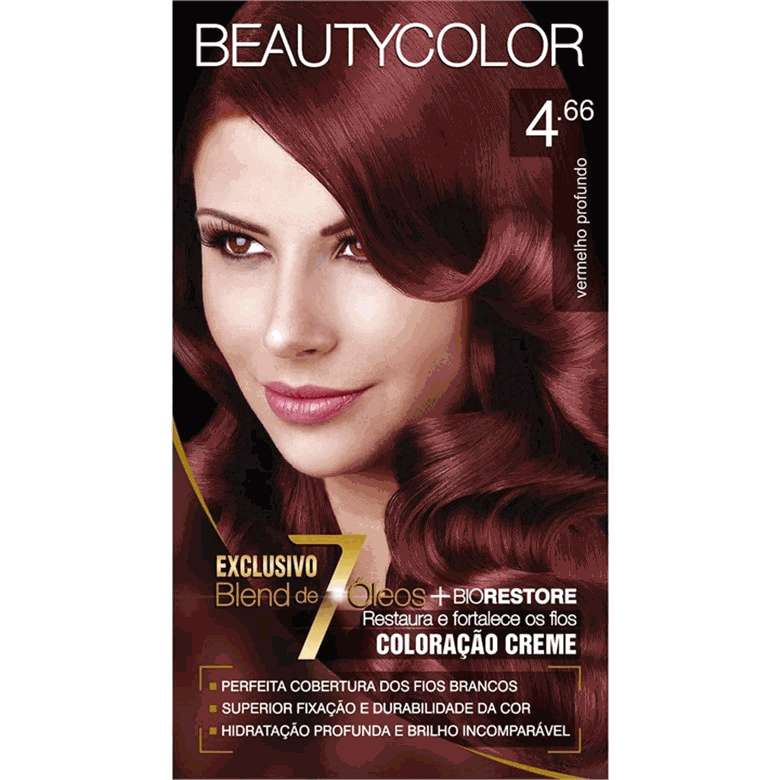 BEAUTYCOLOR
4.66
vermelho profundo
EXCLUSIVO
Blend de 7 Óleos + BIORESTORE
Restaura e fortalece os fios
COLORAÇÃO CREME
PERFEITA COBERTURA DOS FIOS BRANCOS
SUPERIOR FIXAÇÃO E DURABILIDADE DA COR
HIDRATAÇÃO PROFUNDA E BRILHO INCOMPARÁVEL